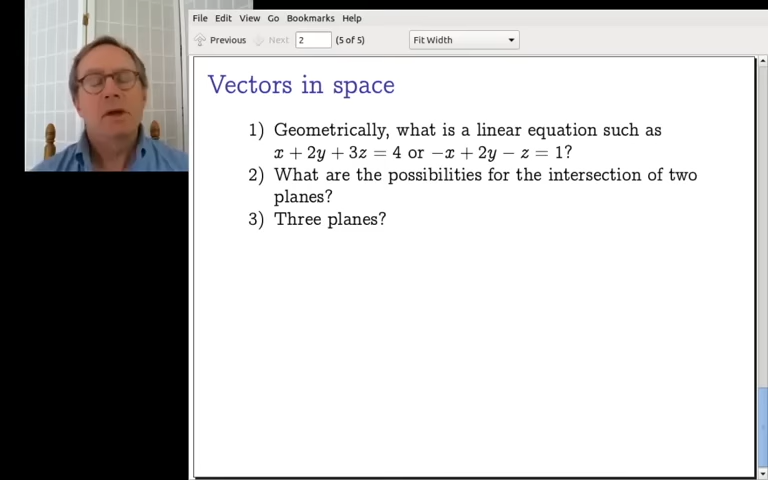 File Edit View Go Bookmarks Help
Previous Next 2 (5 of 5) Fit Width
Vectors in space
1) Geometrically, what is a linear equation such as
x + 2y + 3z = 4 or −x + 2y − z = 1?
2) What are the possibilities for the intersection of two
planes?
3) Three planes?